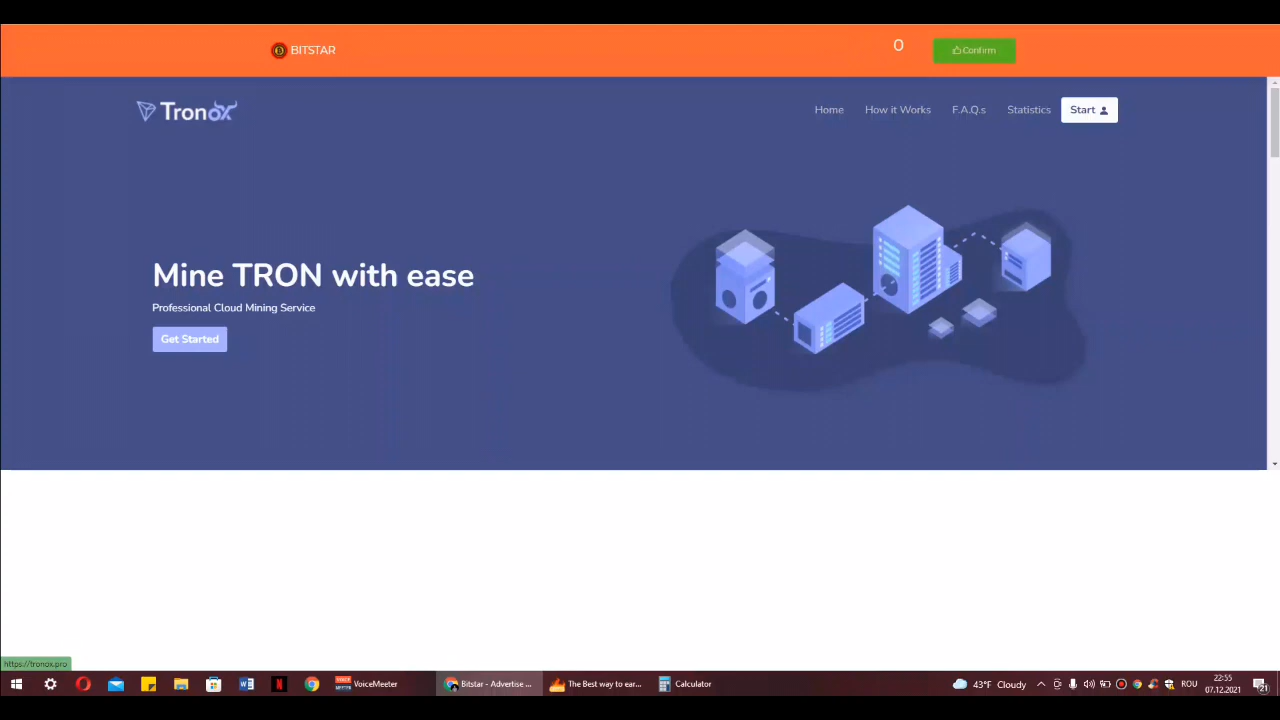 BITSTAR
0
Confirm
Tronox
Home How it Works F.A.Q.s Statistics Start
Mine TRON with ease
Professional Cloud Mining Service
Get Started
https://tronox.pro
VoiceMeeter
Bitstar - Advertise ...
The Best way to ear...
Calculator
43°F Cloudy
ROU
22:55
07.12.2021
21